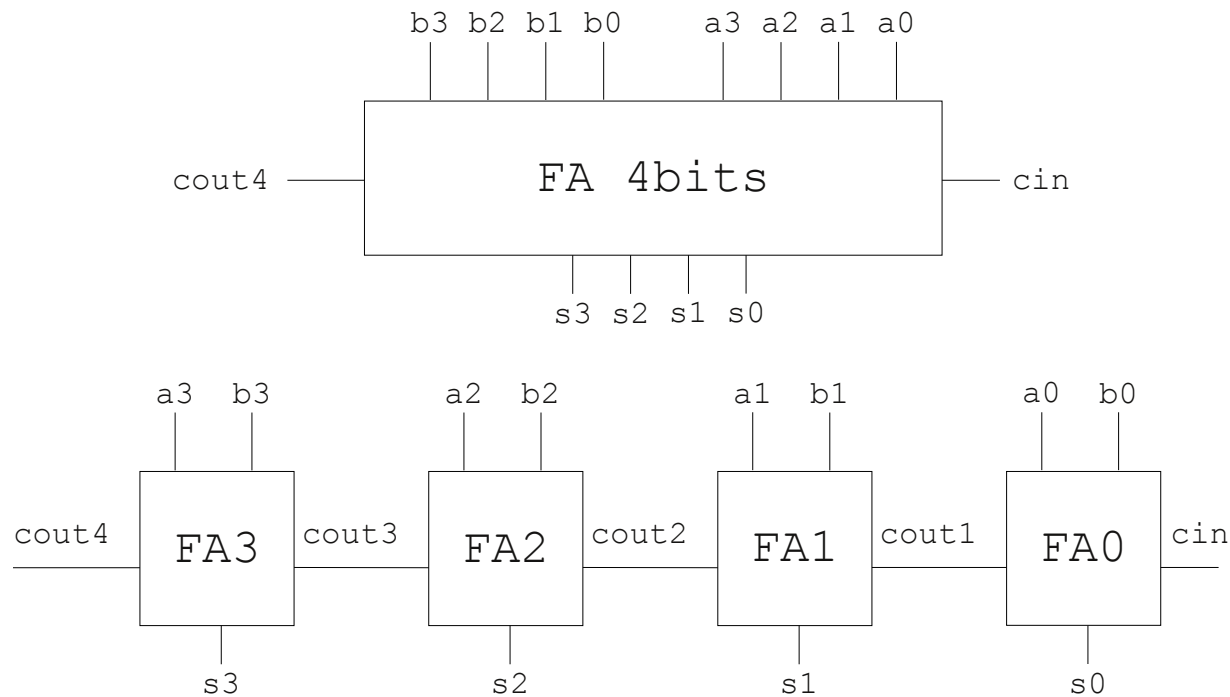 b3 b2 b1 b0 a3 a2 a1 a0
cout4 FA 4bits cin
s3 s2 s1 s0
a3 b3 a2 b2 a1 b1 a0 b0
cout4 FA3 cout3 FA2 cout2 FA1 cout1 FA0 cin
s3 s2 s1 s0